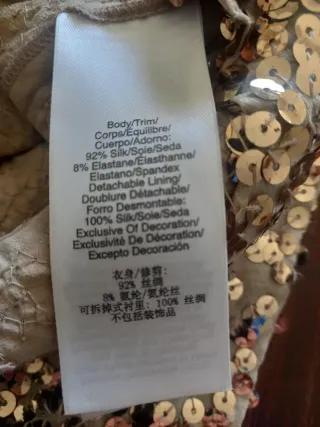 Body/Trim/
Corps/Equilibre/
Cuerpo/Adorno:
92% Silk/Soie/Seda
8% Elastane/Élasthanne/
Elastano/Spandex
Detachable Lining/
Doublure Détachable/
Forro Desmontable:
100% Silk/Soie/Seda
Exclusive Of Decoration/
Exclusivité De Décoration/
Excepto Decoración
衣身/修剪:
92% 丝绸
8% 氨纶/氨纶丝
可拆掉式衬里: 100% 丝绸
不包括装饰品